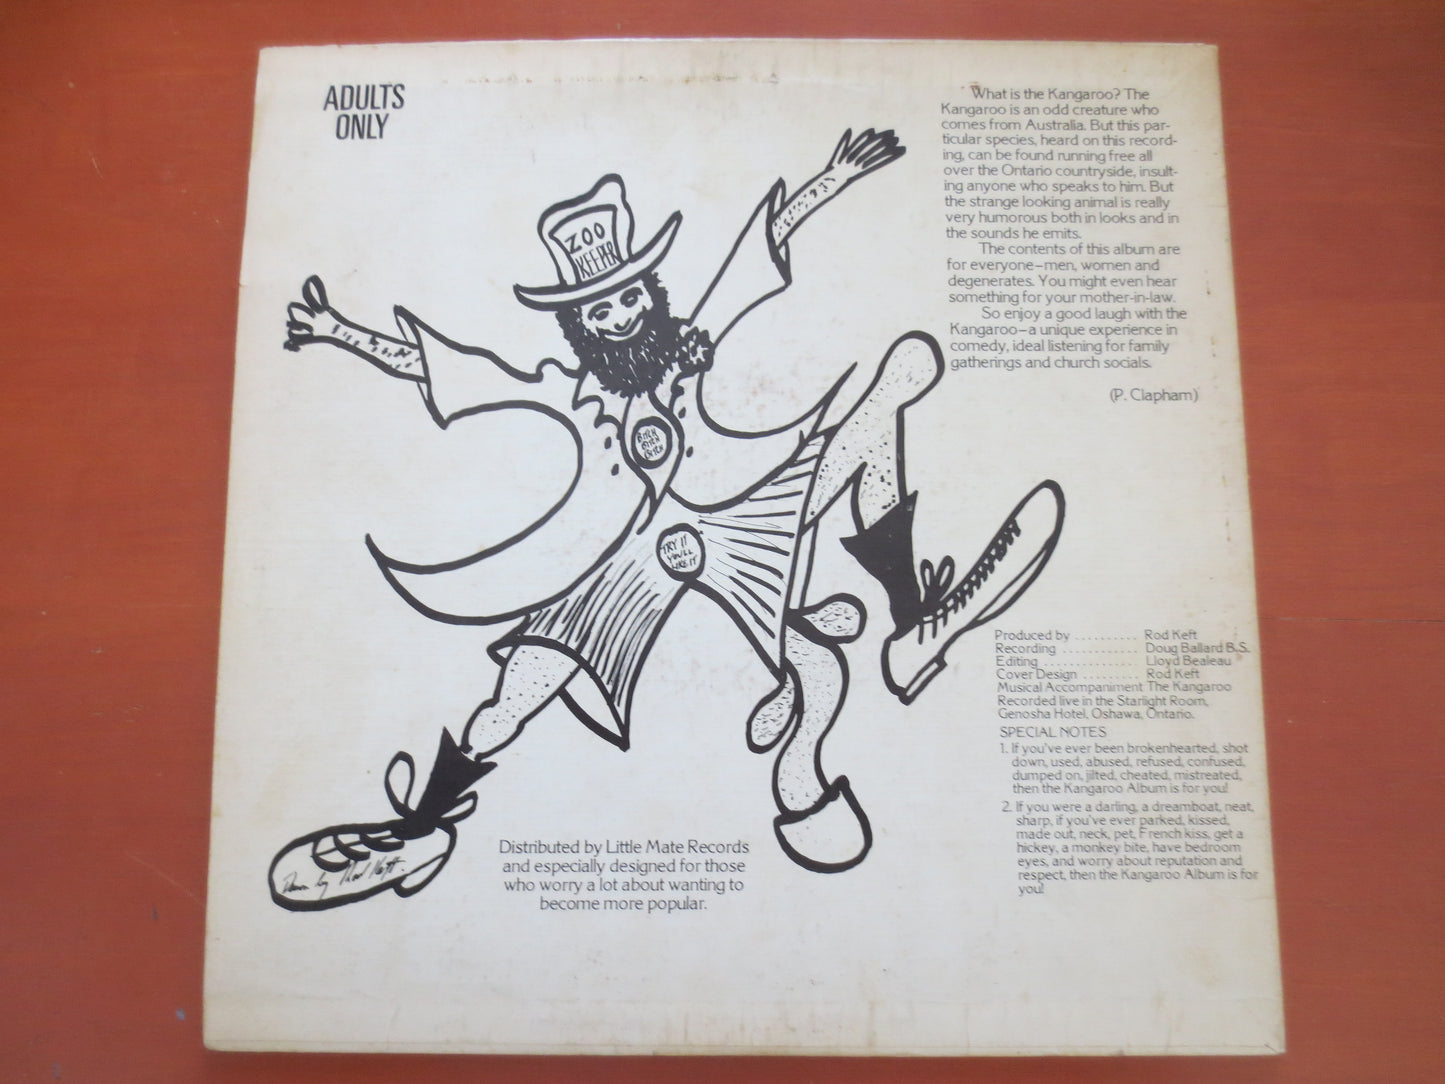 ADULTS
ONLY
What is the Kangaroo? The
Kangaroo is an odd creature who
comes from Australia. But this par-
ticular species, heard on this record-
ing, can be found running free all
over the Ontario countryside, insult-
ing anyone who speaks to him. But
the strange looking animal is really
very humorous both in looks and in
the sounds he emits.
The contents of this album are
for everyone–men, women and
degenerates. You might even hear
something for your mother-in-law.
So enjoy a good laugh with the
Kangaroo–a unique experience in
comedy, ideal listening for family
gatherings and church socials.
(P. Clapham)
ZOO
KEEPER
BITCH
BITCH
BITCH
TRY IT
YOU'LL
LIKE IT
Produced by .......... Rod Keft
Recording ............ Doug Ballard B.S.
Editing .............. Lloyd Bealeau
Cover Design ......... Rod Keft
Musical Accompaniment The Kangaroo
Recorded live in the Starlight Room,
Genosha Hotel, Oshawa, Ontario.
SPECIAL NOTES
1. If you've ever been brokenhearted, shot
down, used, abused, refused, confused,
dumped on, jilted, cheated, mistreated,
then the Kangaroo Album is for you!
2. If you were a darling, a dreamboat, neat,
sharp, if you've ever parked, kissed,
made out, neck, pet, French kiss, get a
hickey, a monkey bite, have bedroom
eyes, and worry about reputation and
respect, then the Kangaroo Album is for
you!
Drawn by Rod Keft.
Distributed by Little Mate Records
and especially designed for those
who worry a lot about wanting to
become more popular.